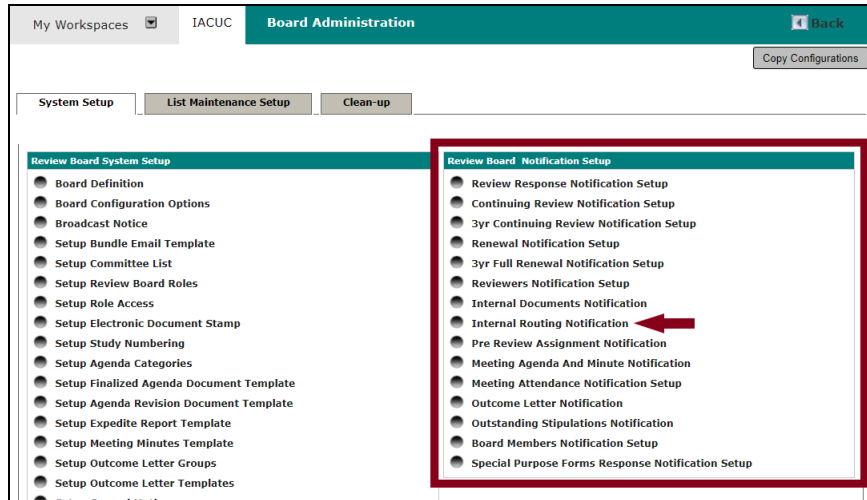 My Workspaces IACUC Board Administration Back
Copy Configurations
System Setup List Maintenance Setup Clean-up
Review Board System Setup
Board Definition
Board Configuration Options
Broadcast Notice
Setup Bundle Email Template
Setup Committee List
Setup Review Board Roles
Setup Role Access
Setup Electronic Document Stamp
Setup Study Numbering
Setup Agenda Categories
Setup Finalized Agenda Document Template
Setup Agenda Revision Document Template
Setup Expedite Report Template
Setup Meeting Minutes Template
Setup Outcome Letter Groups
Setup Outcome Letter Templates
Review Board Notification Setup
Review Response Notification Setup
Continuing Review Notification Setup
3yr Continuing Review Notification Setup
Renewal Notification Setup
3yr Full Renewal Notification Setup
Reviewers Notification Setup
Internal Documents Notification
Internal Routing Notification
Pre Review Assignment Notification
Meeting Agenda And Minute Notification
Meeting Attendance Notification Setup
Outcome Letter Notification
Outstanding Stipulations Notification
Board Members Notification Setup
Special Purpose Forms Response Notification Setup